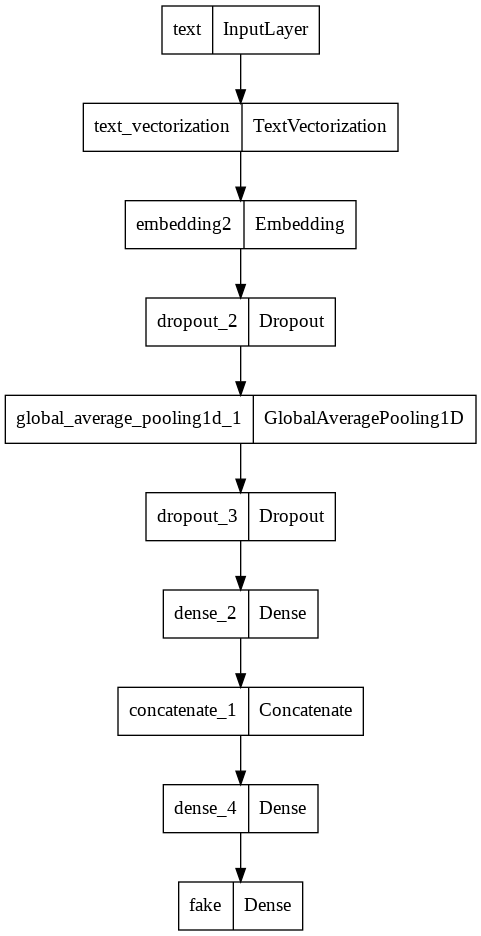 text InputLayer
text_vectorization TextVectorization
embedding2 Embedding
dropout_2 Dropout
global_average_pooling1d_1 GlobalAveragePooling1D
dropout_3 Dropout
dense_2 Dense
concatenate_1 Concatenate
dense_4 Dense
fake Dense